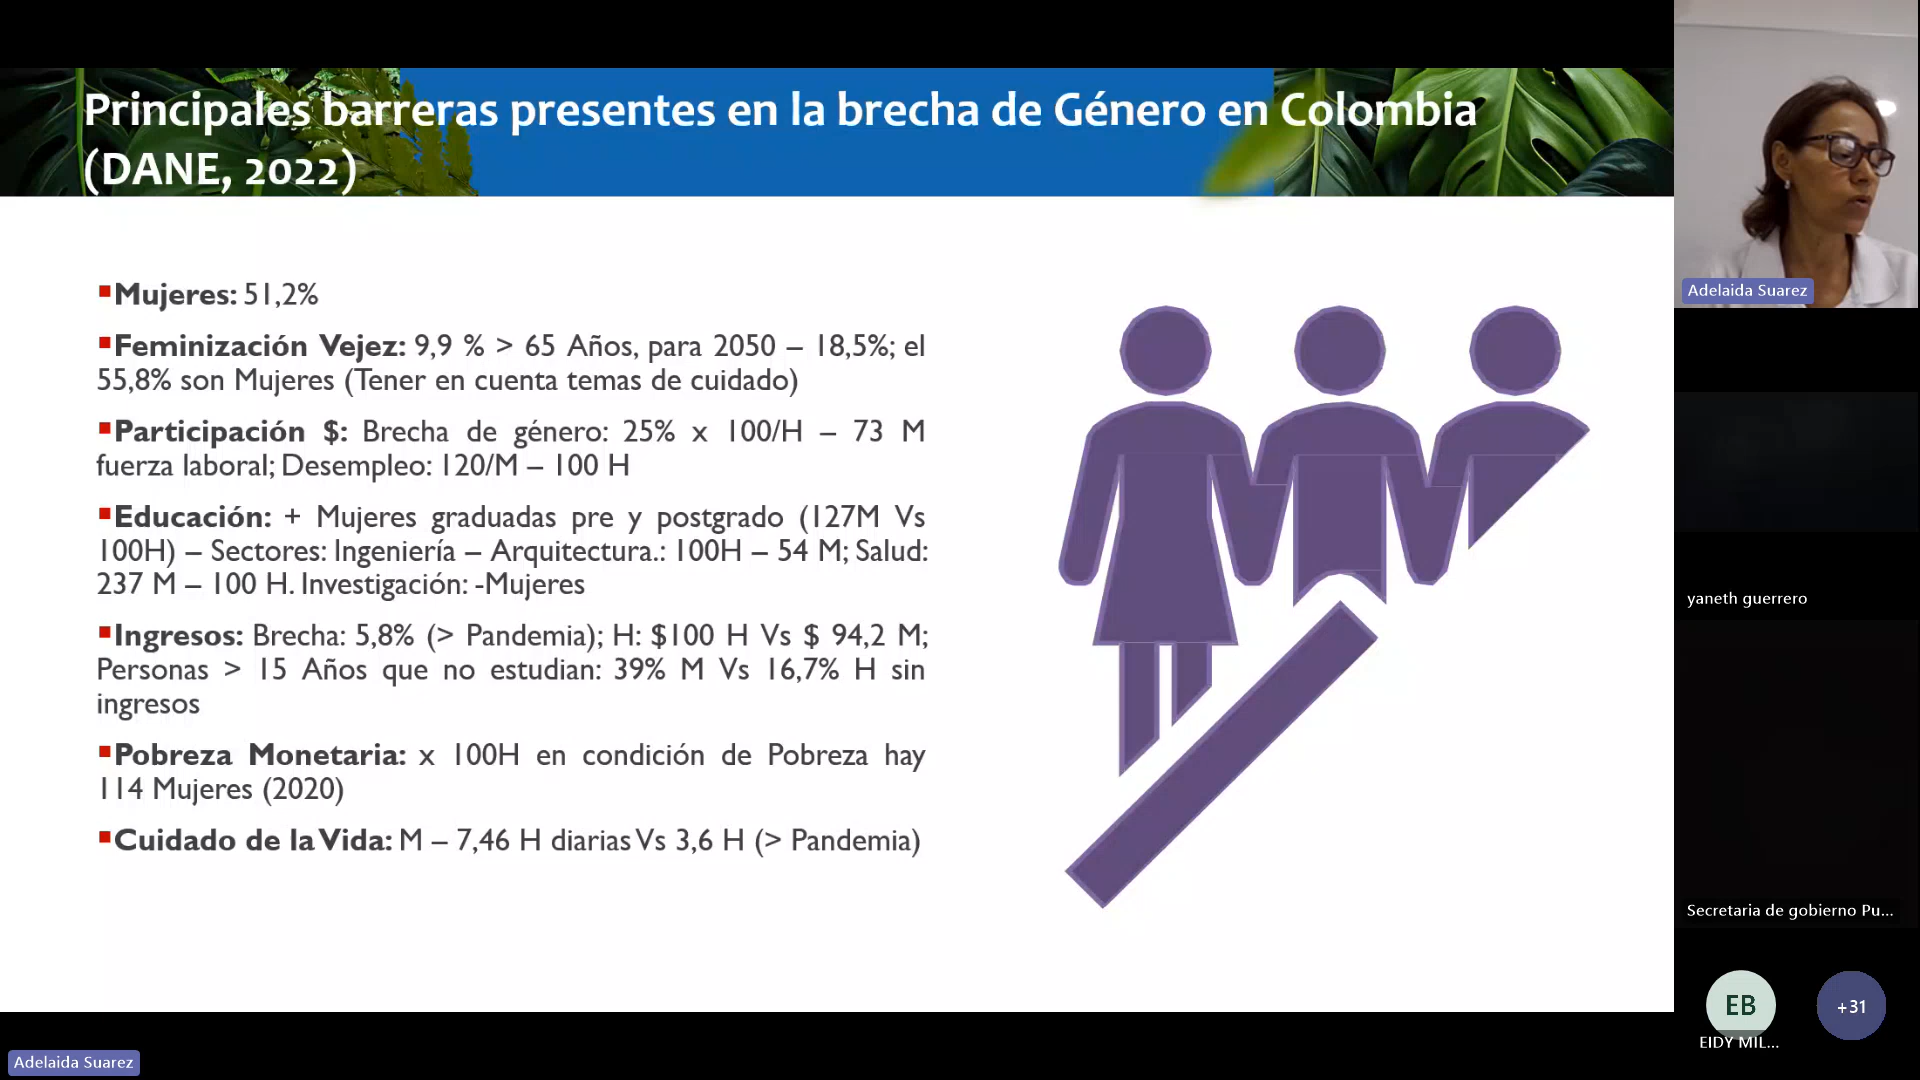 Principales barreras presentes en la brecha de Género en Colombia
(DANE, 2022)
▪Mujeres: 51,2%
▪Feminización Vejez: 9,9 % > 65 Años, para 2050 – 18,5%; el
55,8% son Mujeres (Tener en cuenta temas de cuidado)
▪Participación $: Brecha de género: 25% x 100/H – 73 M
fuerza laboral; Desempleo: 120/M – 100 H
▪Educación: + Mujeres graduadas pre y postgrado (127M Vs
100H) – Sectores: Ingeniería – Arquitectura.: 100H – 54 M; Salud:
237 M – 100 H. Investigación: -Mujeres
▪Ingresos: Brecha: 5,8% (> Pandemia); H: $100 H Vs $ 94,2 M;
Personas > 15 Años que no estudian: 39% M Vs 16,7% H sin
ingresos
▪Pobreza Monetaria: x 100H en condición de Pobreza hay
114 Mujeres (2020)
▪Cuidado de la Vida: M – 7,46 H diarias Vs 3,6 H (> Pandemia)
Adelaida Suarez
yaneth guerrero
Secretaria de gobierno Pu...
EB
+31
EIDY MIL...
Adelaida Suarez